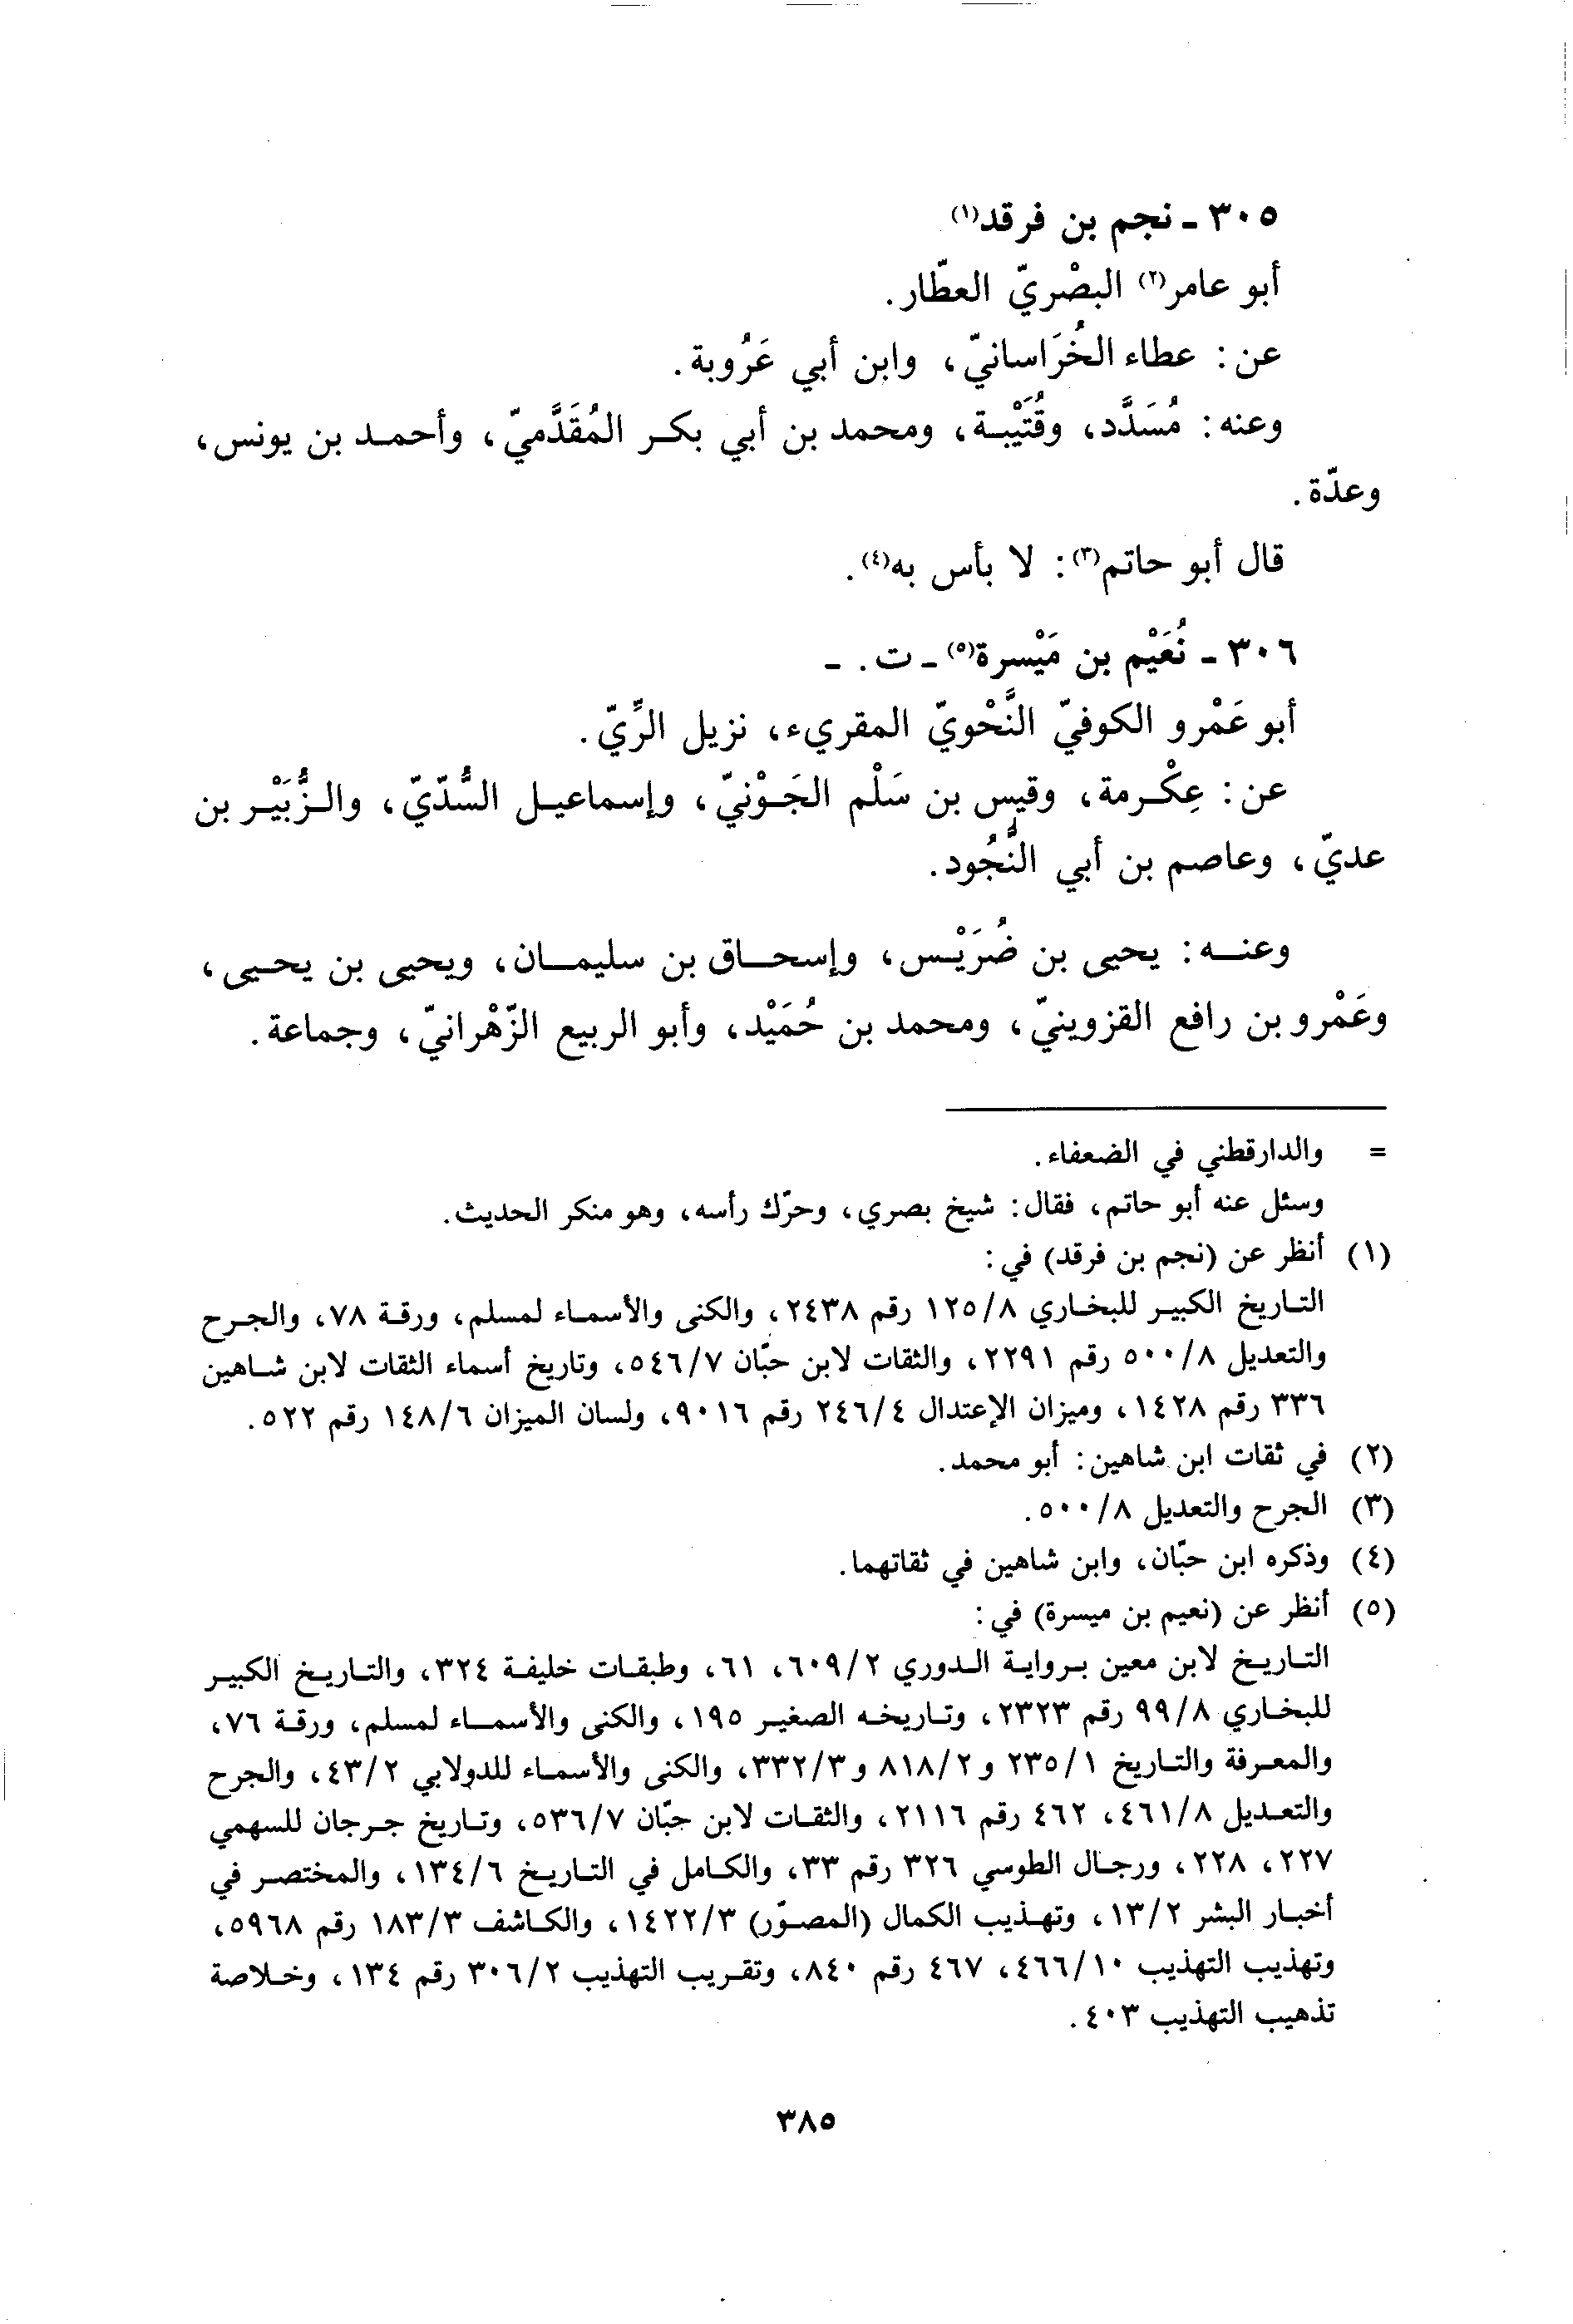 ٣٠٥ ـ نجم بن فرقد(١)
أبو عامر(٢) البصْريّ العطّار.
عن: عطاء الخُرَاسانيّ، وابن أبي عَرُوبة.
وعنه: مُسَدَّد، وقُتَيْبة، ومحمد بن أبي بكر المُقَدَّميّ، وأحمد بن يونس،
وعدّة.
قال أبو حاتم(٣): لا بأس به(٤).
٣٠٦ ـ نُعَيْم بن مَيْسرة(٥) ـ ت. ـ
أبو عَمْرو الكوفيّ النَّحْويّ المقريء، نزيل الرِّيّ.
عن: عِكْرمة، وقيس بن سَلْم الجَوْنيّ، وإسماعيل السُّدّيّ، والزُّبَيْر بن
عديّ، وعاصم بن أبي النَُّجُود.
وعنه: يحيى بن ضُرَيْس، وإسحاق بن سليمان، ويحيى بن يحيى،
وعَمْرو بن رافع القزوينيّ، ومحمد بن حُمَيْد، وأبو الربيع الزّهْرانيّ، وجماعة.
= والدارقطني في الضعفاء.
وسئل عنه أبو حاتم، فقال: شيخ بصري، وحرّك رأسه، وهو منكر الحديث.
(١) أنظر عن (نجم بن فرقد) في:
التاريخ الكبير للبخاري ١٢٥/٨ رقم ٢٤٣٨، والكنى والأسماء لمسلم، ورقة ٧٨، والجرح
والتعديل ٥٠٠/٨ رقم ٢٢٩١، والثقات لابن حبّان ٥٤٦/٧، وتاريخ أسماء الثقات لابن شاهين
٣٣٦ رقم ١٤٢٨، وميزان الإعتدال ٢٤٦/٤ رقم ٩٠١٦، ولسان الميزان ١٤٨/٦ رقم ٥٢٢.
(٢) في ثقات ابن شاهين: أبو محمد.
(٣) الجرح والتعديل ٥٠٠/٨.
(٤) وذكره ابن حبّان، وابن شاهين في ثقاتهما.
(٥) أنظر عن (نعيم بن ميسرة) في:
التاريخ لابن معين برواية الدوري ٦٠٩/٢، ٦١، وطبقات خليفة ٣٢٤، والتاريخ الكبير
للبخاري ٩٩/٨ رقم ٢٣٢٣، وتاريخه الصغير ١٩٥، والكنى والأسماء لمسلم، ورقة ٧٦،
والمعرفة والتاريخ ٢٣٥/١ و٨١٨/٢ و٣٣٢/٣، والكنى والأسماء للدولابي ٤٣/٢، والجرح
والتعديل ٤٦١/٨، ٤٦٢ رقم ٢١١٦، والثقات لابن حبّان ٥٣٦/٧، وتاريخ جرجان للسهمي
٢٢٧، ٢٢٨، ورجال الطوسي ٣٢٦ رقم ٣٣، والكامل في التاريخ ١٣٤/٦، والمختصر في
أخبار البشر ١٣/٢، وتهذيب الكمال (المصوّر) ١٤٢٢/٣، والكاشف ١٨٣/٣ رقم ٥٩٦٨،
وتهذيب التهذيب ٤٦٦/١٠، ٤٦٧ رقم ٨٤٠، وتقريب التهذيب ٣٠٦/٢ رقم ١٣٤، وخلاصة
تذهيب التهذيب ٤٠٣.
٣٨٥